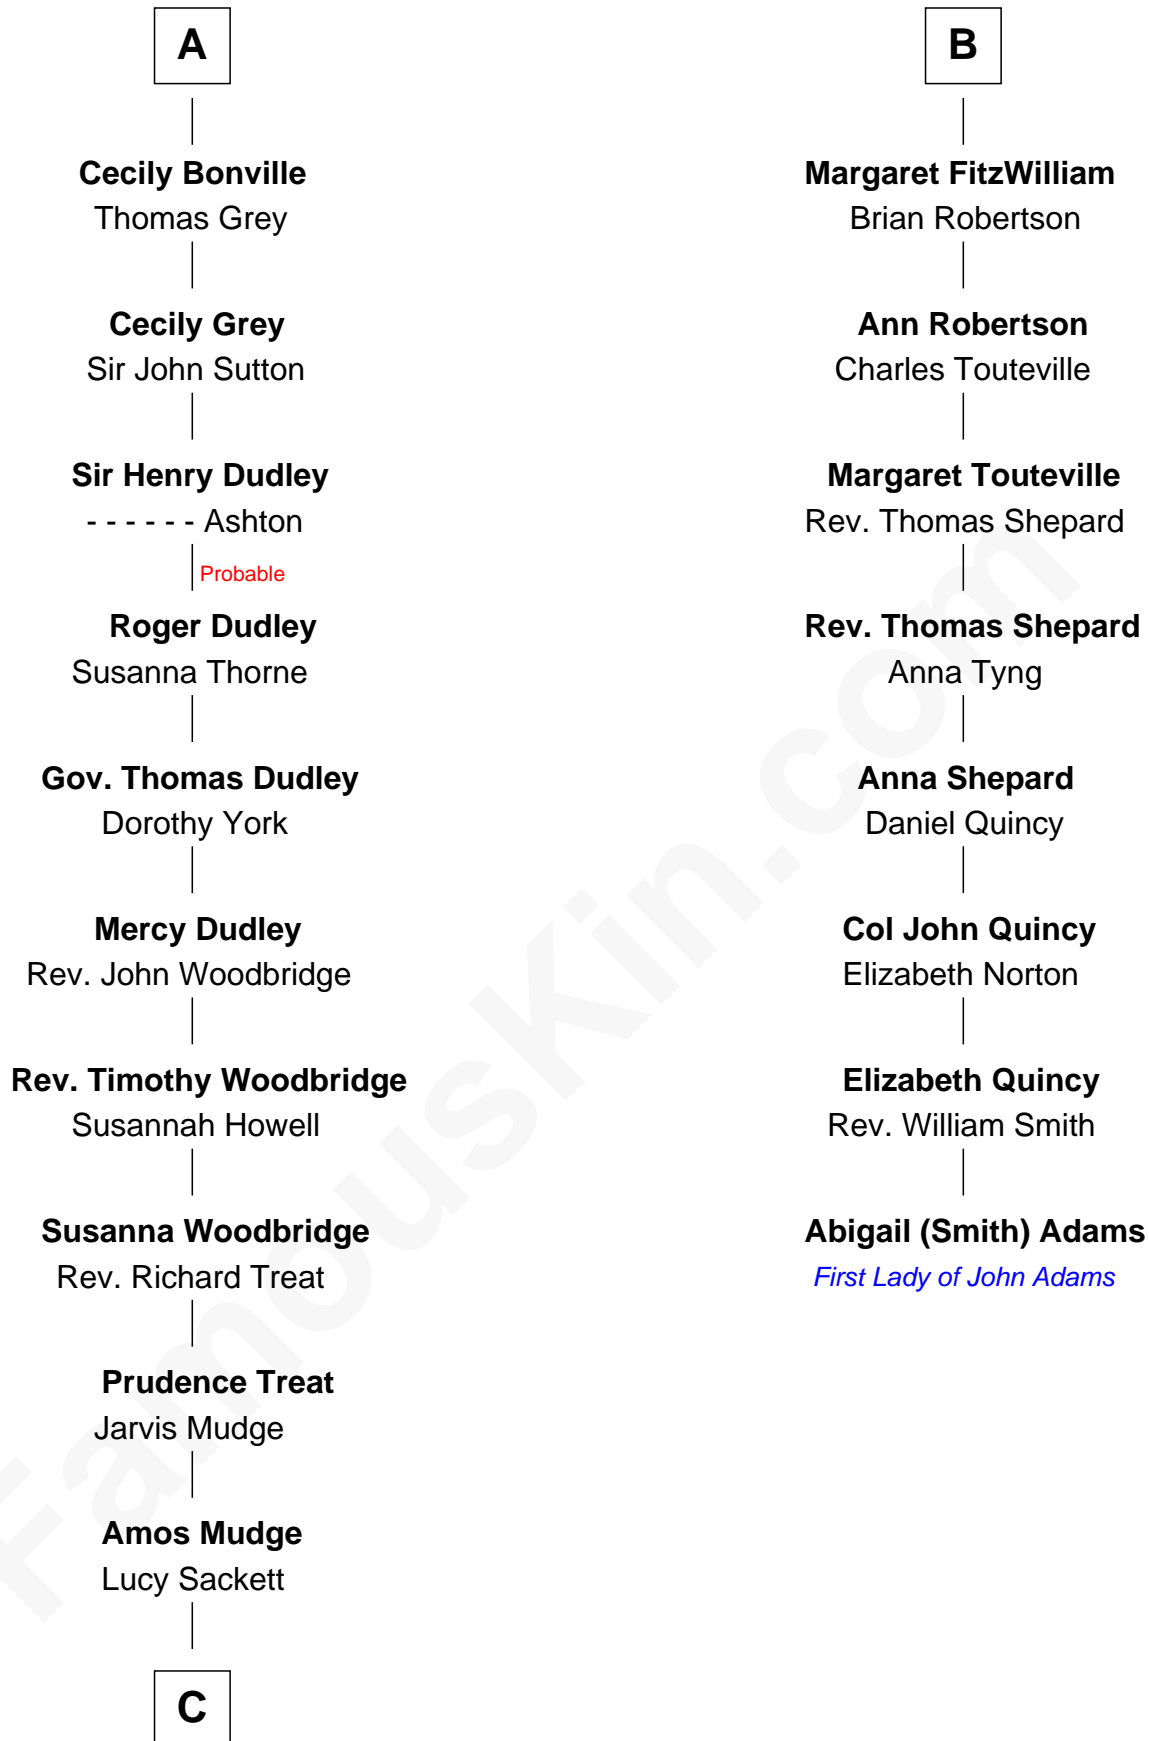 A
Cecily Bonville
Thomas Grey
Cecily Grey
Sir John Sutton
Sir Henry Dudley
- - - - - - Ashton
Probable
Roger Dudley
Susanna Thorne
Gov. Thomas Dudley
Dorothy York
Mercy Dudley
Rev. John Woodbridge
Rev. Timothy Woodbridge
Susannah Howell
Susanna Woodbridge
Rev. Richard Treat
Prudence Treat
Jarvis Mudge
Amos Mudge
Lucy Sackett
C
B
Margaret FitzWilliam
Brian Robertson
Ann Robertson
Charles Touteville
Margaret Touteville
Rev. Thomas Shepard
Rev. Thomas Shepard
Anna Tyng
Anna Shepard
Daniel Quincy
Col John Quincy
Elizabeth Norton
Elizabeth Quincy
Rev. William Smith
Abigail (Smith) Adams
First Lady of John Adams
FamousKin.com